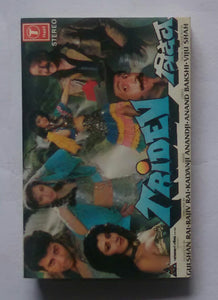 T
STEREO
TRIDEV
त्रिदेव
GULSHAN RAI·RAJIV RAI·KALYANJI ANANDJI·ANAND BAKSHI·VIJU SHAH